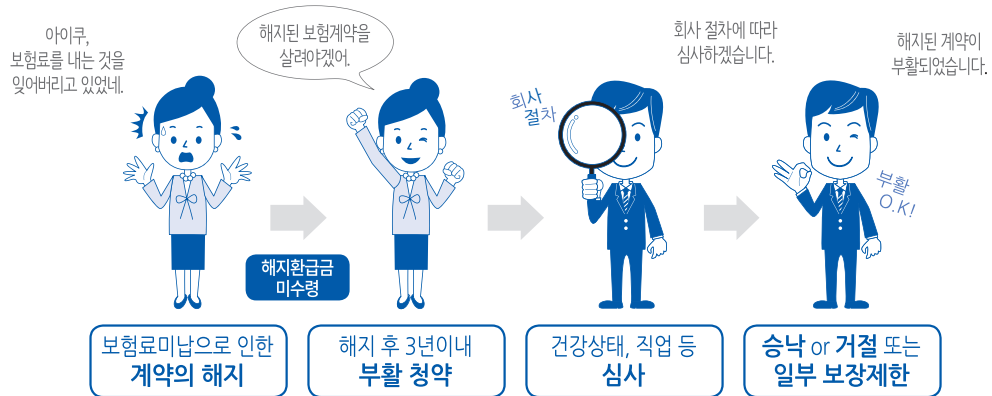 아이쿠,
보험료를 내는 것을
잊어버리고 있었네.
해지된 보험계약을
살려야겠어.
회사 절차에 따라
심사하겠습니다.
해지된 계약이
부활되었습니다.
회사
절차
부활
O.K!
해지환급금
미수령
보험료미납으로 인한
계약의 해지
해지 후 3년이내
부활 청약
건강상태, 직업 등
심사
승낙 or 거절 또는
일부 보장제한